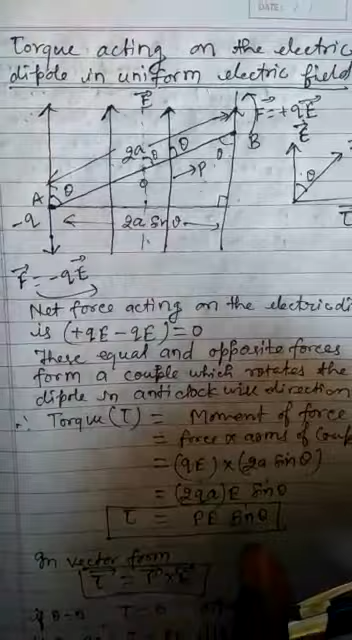 DATE:
Torque acting on the electric
dipole in uniform electric field
E F = +qE
2a θ θ B E
θ P θ θ
A θ
-q 2a sinθ
F = -qE
Net force acting on the electric di
is (+qE - qE) = 0
These equal and opposite forces
form a couple which rotates the
dipole in anticlock wise direction
∴ Torque (τ) = Moment of force
= force × arms of coup
= (qE) × (2a sinθ)
= (2qa) E sinθ
τ = PE sinθ
In vector from
τ = P × E